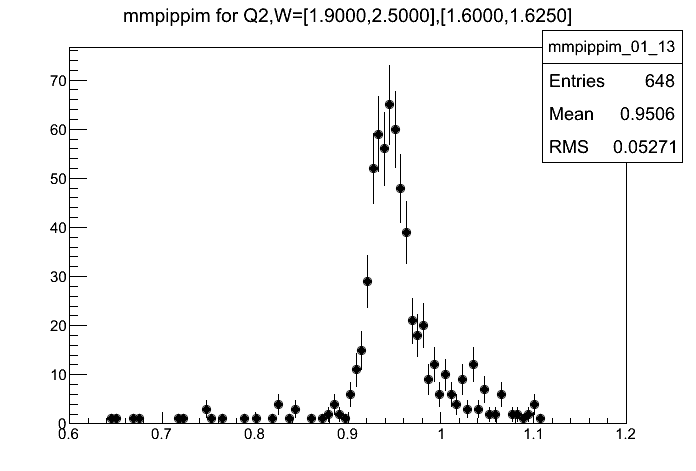 mmpippim for Q2,W=[1.9000,2.5000],[1.6000,1.6250]
mmpippim_01_13
Entries 648
Mean 0.9506
RMS 0.05271
70
60
50
40
30
20
10
0
0.6 0.7 0.8 0.9 1 1.1 1.2